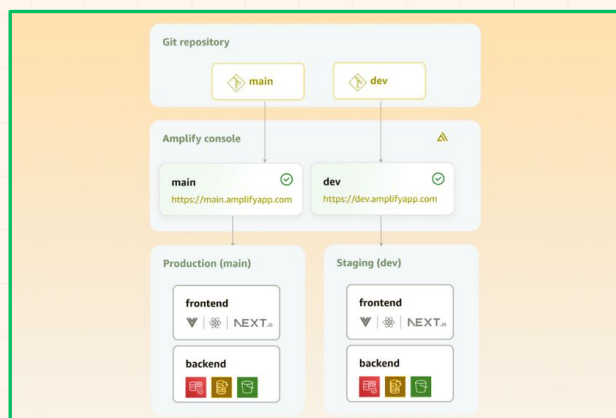 Git repository
main
dev
Amplify console
main
https://main.amplifyapp.com
dev
https://dev.amplifyapp.com
Production (main)
frontend
NEXT.JS
backend
Staging (dev)
frontend
NEXT.JS
backend